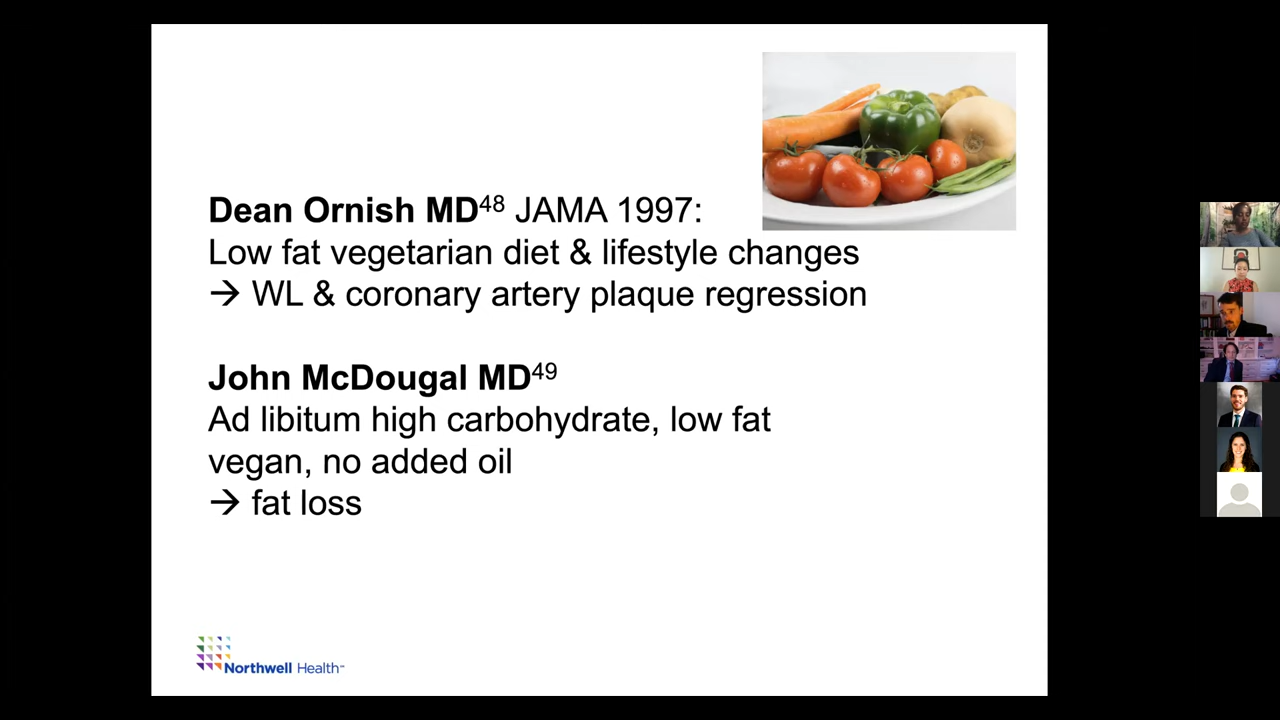 Dean Ornish MD48 JAMA 1997:
Low fat vegetarian diet & lifestyle changes
→ WL & coronary artery plaque regression
John McDougal MD49
Ad libitum high carbohydrate, low fat
vegan, no added oil
→ fat loss
Northwell Health℠